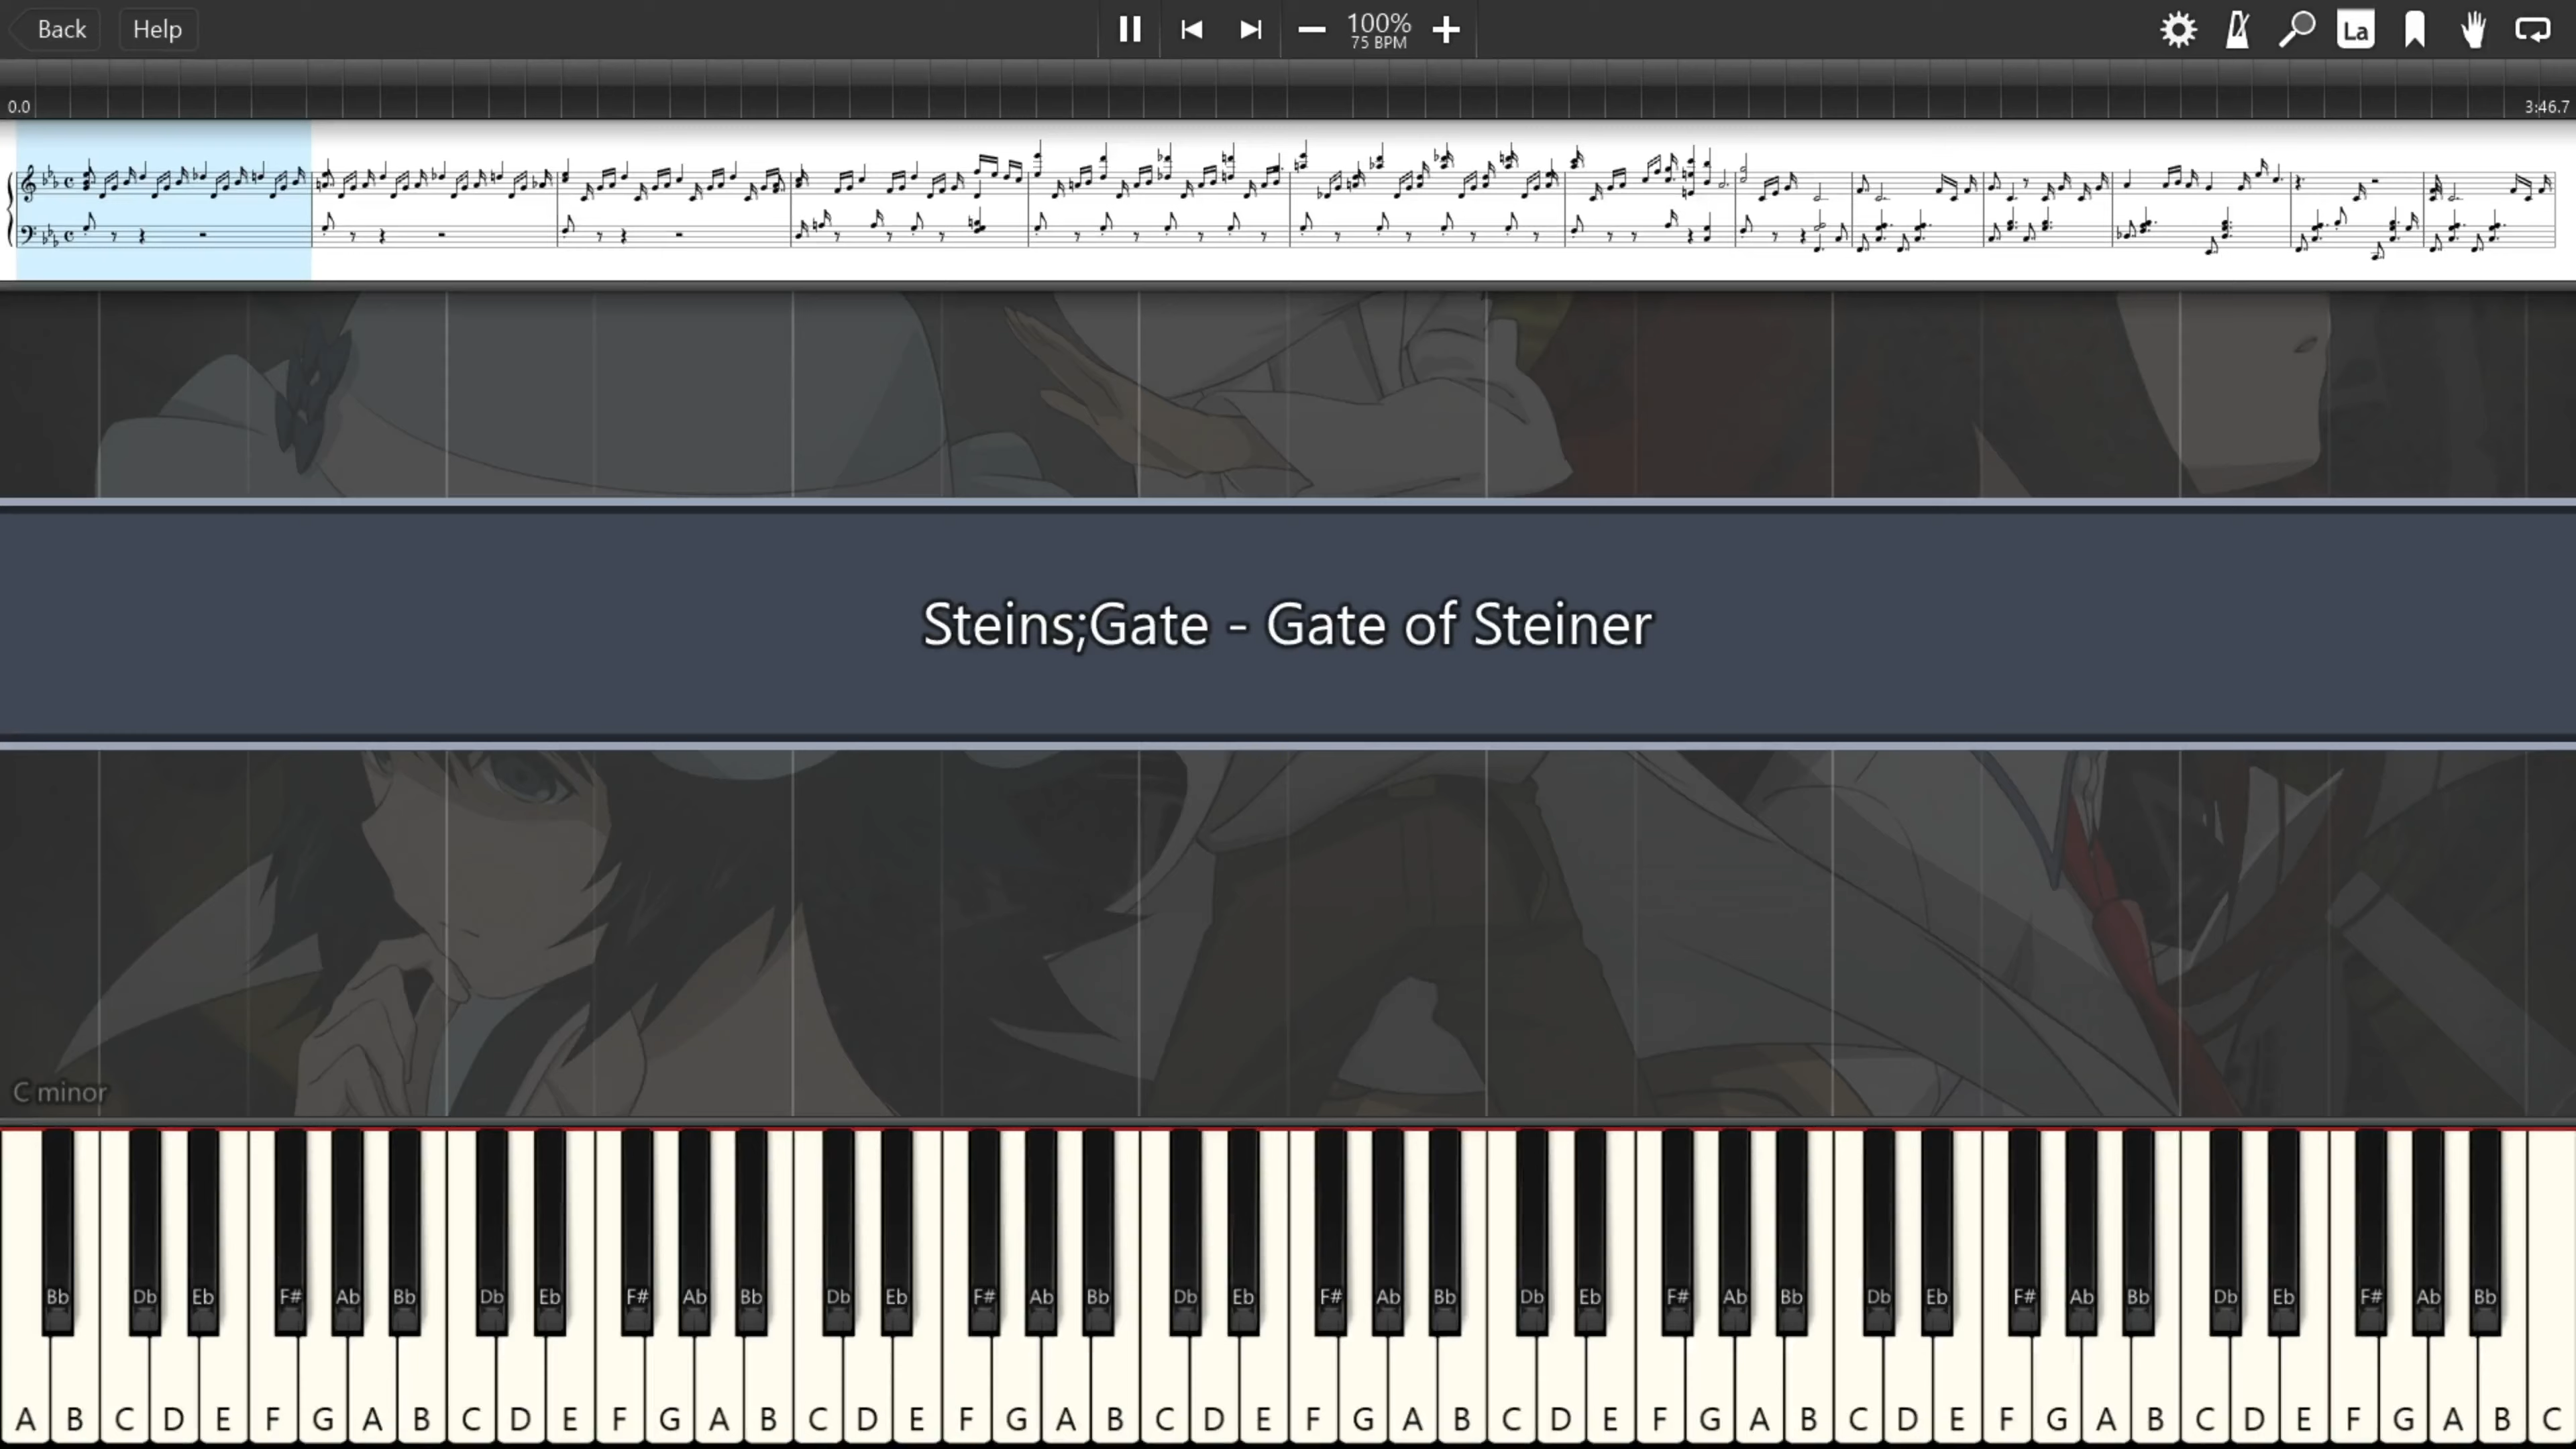 Back Help 100% La
75 BPM
0.0 3:46.7
Steins;Gate - Gate of Steiner
C minor
Bb Db Eb F# Ab Bb Db Eb F# Ab Bb Db Eb F# Ab Bb Db Eb F# Ab Bb Db Eb F# Ab Bb Db Eb F# Ab Bb Db Eb F# Ab Bb
A B C D E F G A B C D E F G A B C D E F G A B C D E F G A B C D E F G A B C D E F G A B C D E F G A B C